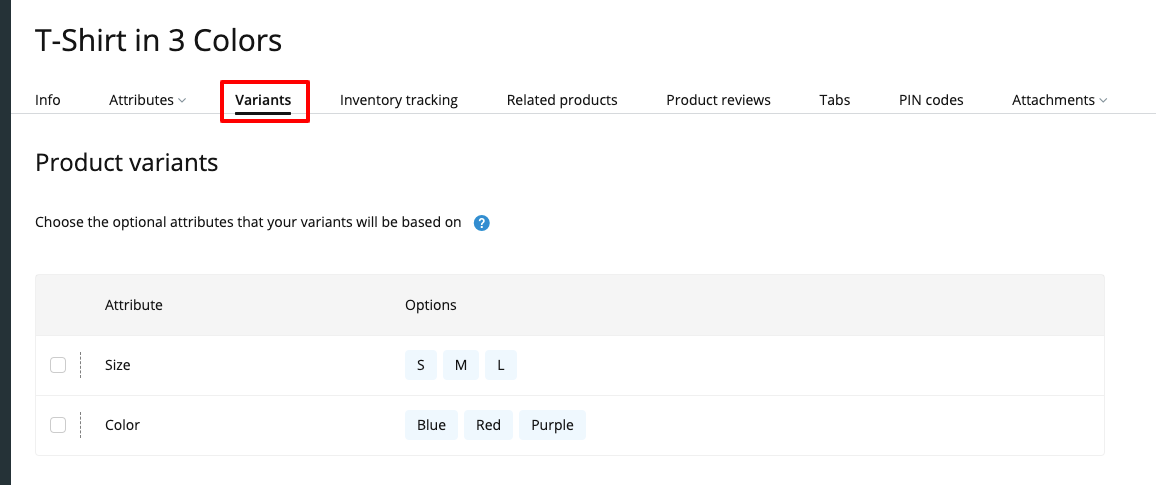 T-Shirt in 3 Colors
Info Attributes Variants Inventory tracking Related products Product reviews Tabs PIN codes Attachments
Product variants
Choose the optional attributes that your variants will be based on ?
Attribute Options
Size S M L
Color Blue Red Purple